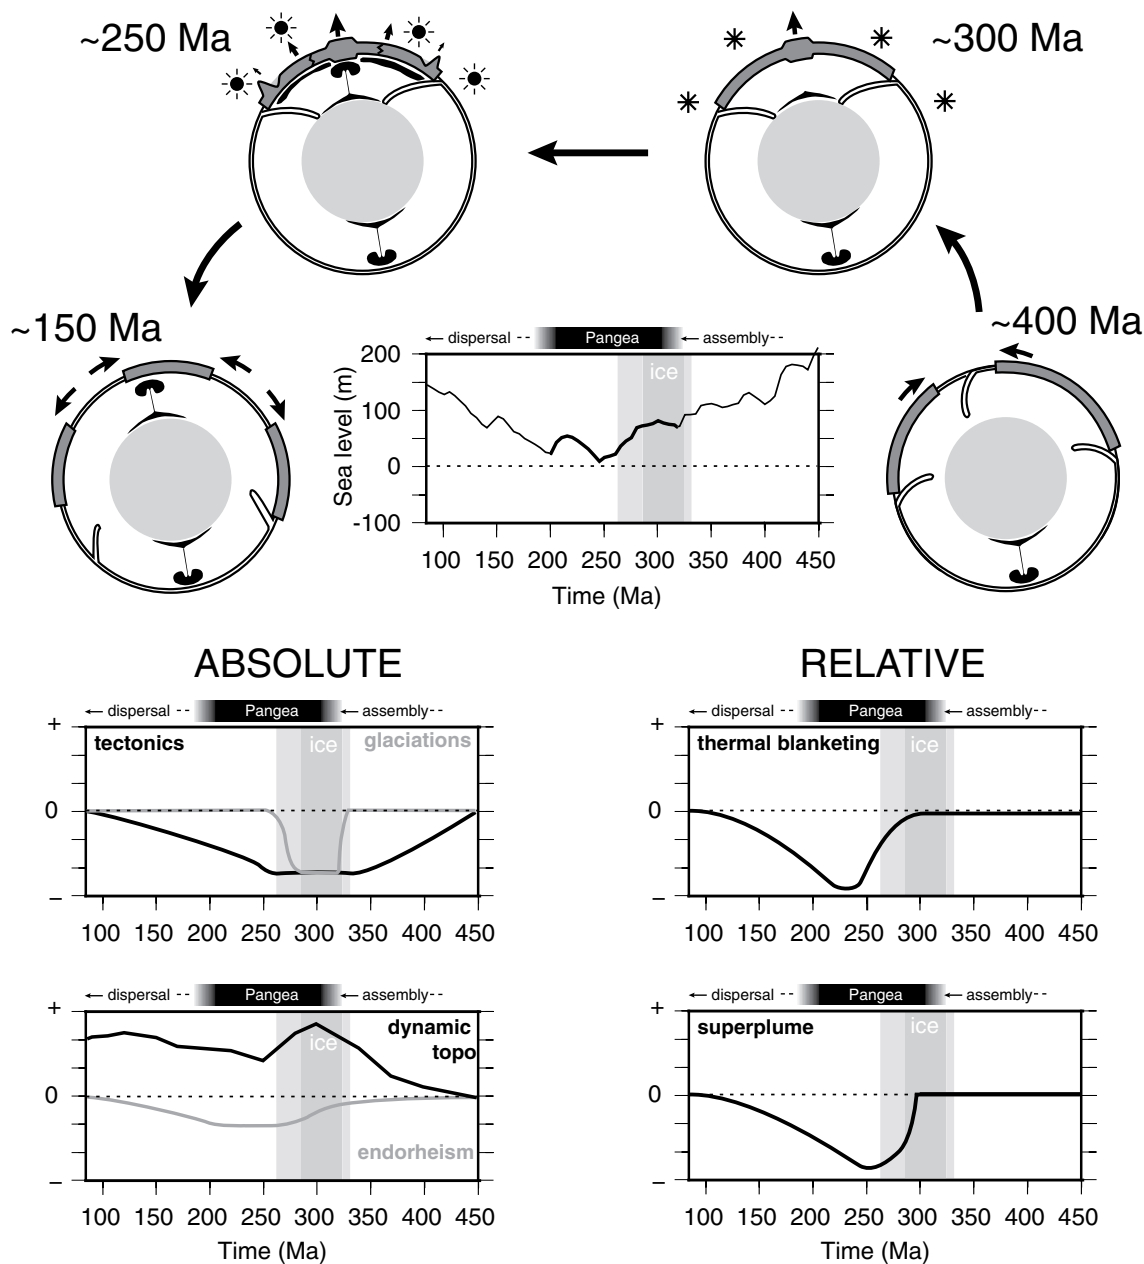 ~250 Ma
~300 Ma
~150 Ma
~400 Ma
dispersal
Pangea
assembly
ice
200
100
0
-100
Sea level (m)
100 150 200 250 300 350 400 450
Time (Ma)
ABSOLUTE
dispersal
Pangea
assembly
+
0
–
tectonics
ice
glaciations
100 150 200 250 300 350 400 450
RELATIVE
dispersal
Pangea
assembly
+
0
–
thermal blanketing
ice
100 150 200 250 300 350 400 450
dispersal
Pangea
assembly
+
0
–
dynamic
topo
ice
endorheism
100 150 200 250 300 350 400 450
Time (Ma)
dispersal
Pangea
assembly
+
0
–
superplume
ice
100 150 200 250 300 350 400 450
Time (Ma)